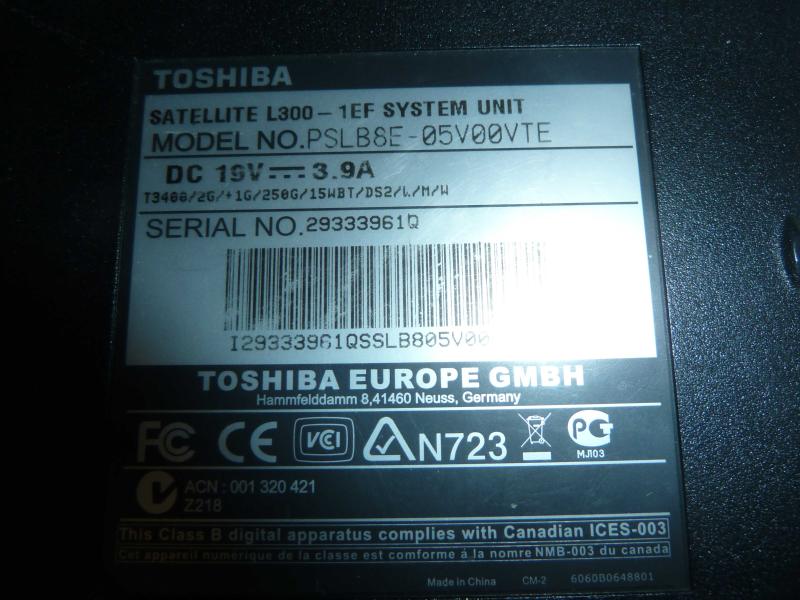 TOSHIBA
SATELLITE L300-1EF SYSTEM UNIT
MODEL NO.PSLB8E-05V00VTE
DC 19V 3.9A
T3400/2G/+1G/250G/15WBT/DS2/L/M/W
SERIAL NO.29333961Q
I29333961QSSLB805V00
TOSHIBA EUROPE GMBH
Hammfelddamm 8,41460 Neuss, Germany
FC CE VCI N723 PG
МЛ03
ACN : 001 320 421
Z218
This Class B digital apparatus complies with Canadian ICES-003
Cet appareil numérique de la classe est conforme á la nomre NMB-003 du canada
Made in China CM-2 6060B0648801